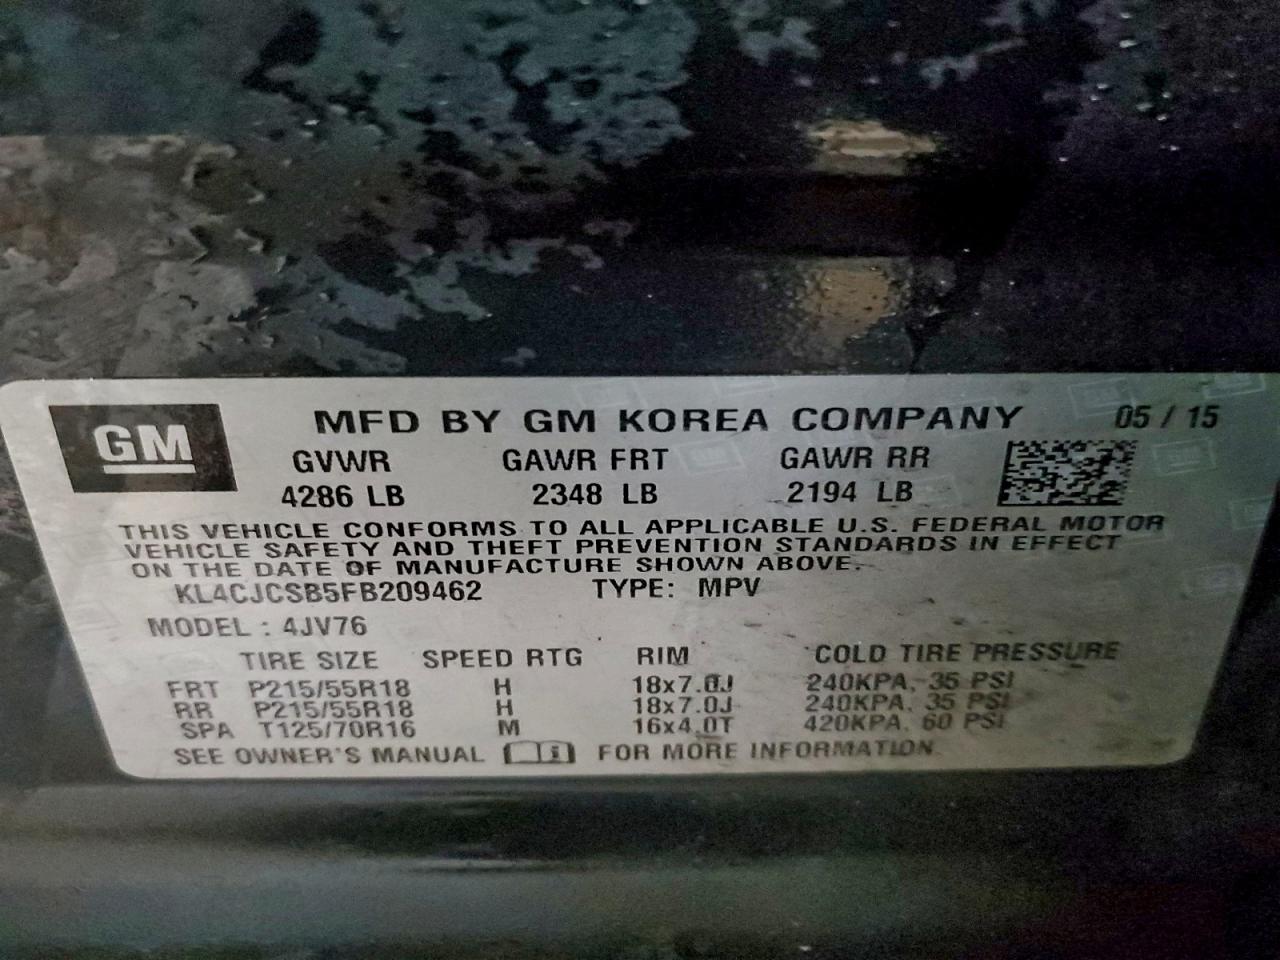 GM
MFD BY GM KOREA COMPANY 05 / 15
GVWR GAWR FRT GAWR RR
4286 LB 2348 LB 2194 LB
THIS VEHICLE CONFORMS TO ALL APPLICABLE U.S. FEDERAL MOTOR
VEHICLE SAFETY AND THEFT PREVENTION STANDARDS IN EFFECT
ON THE DATE OF MANUFACTURE SHOWN ABOVE.
KL4CJCSB5FB209462 TYPE: MPV
MODEL : 4JV76
TIRE SIZE SPEED RTG RIM COLD TIRE PRESSURE
FRT P215/55R18 H 18x7.0J 240KPA, 35 PSI
RR P215/55R18 H 18x7.0J 240KPA, 35 PSI
SPA T125/70R16 M 16x4.0T 420KPA, 60 PSI
SEE OWNER'S MANUAL i FOR MORE INFORMATION